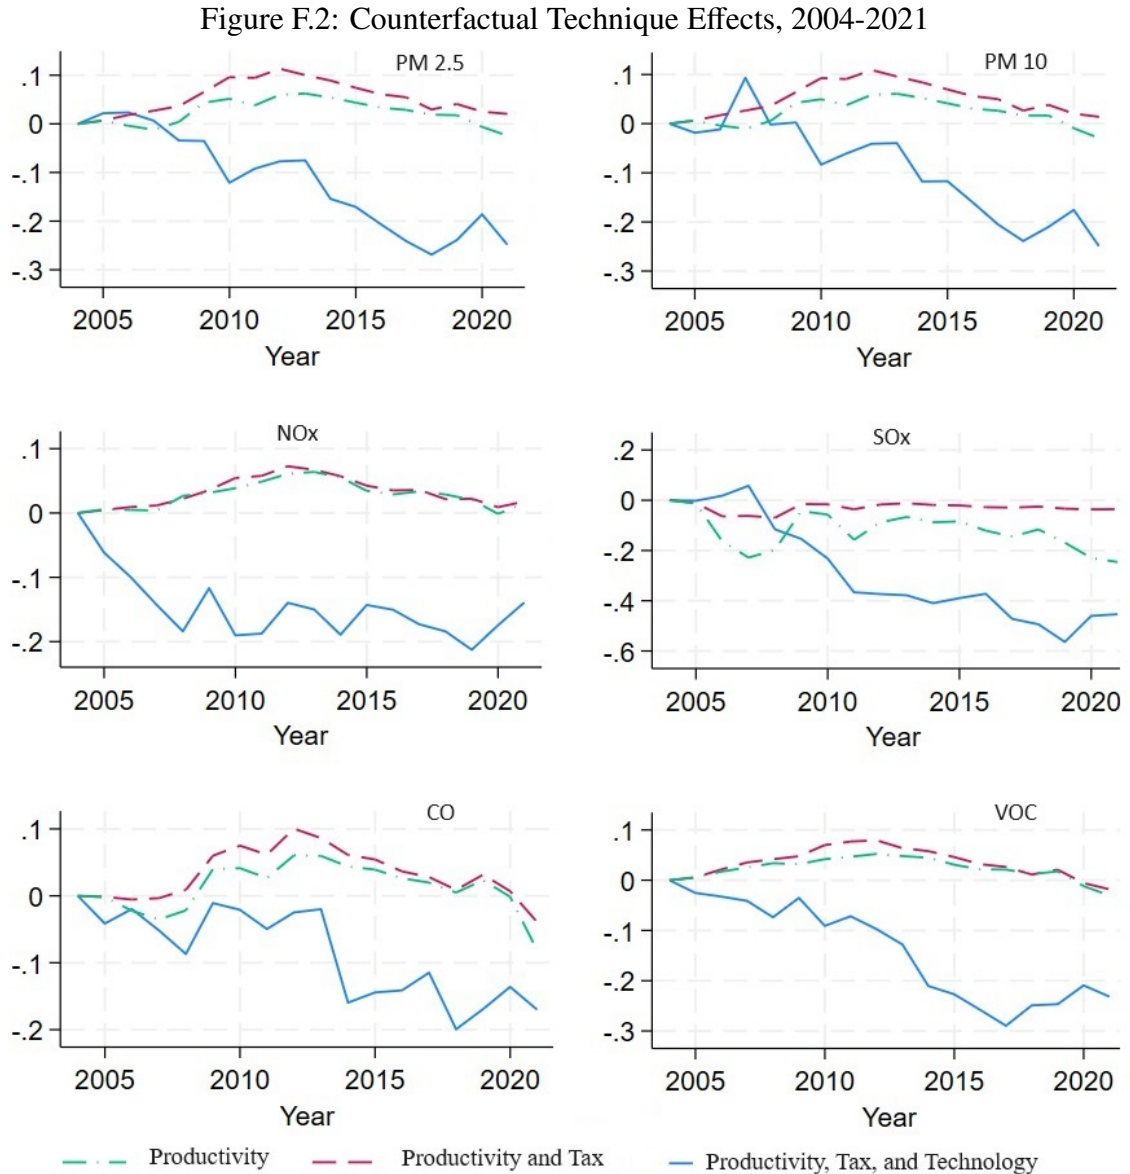 Figure F.2: Counterfactual Technique Effects, 2004-2021
PM 2.5
.1
0
-.1
-.2
-.3
2005 2010 2015 2020
Year
PM 10
.1
0
-.1
-.2
-.3
2005 2010 2015 2020
Year
NOx
.1
0
-.1
-.2
2005 2010 2015 2020
Year
SOx
.2
0
-.2
-.4
-.6
2005 2010 2015 2020
Year
CO
.1
0
-.1
-.2
2005 2010 2015 2020
Year
VOC
.1
0
-.1
-.2
-.3
2005 2010 2015 2020
Year
Productivity Productivity and Tax Productivity, Tax, and Technology